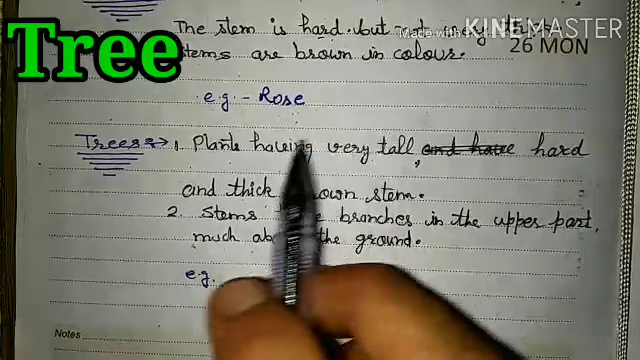 Tree
The stem is hard but not very
Made with KINEMASTER
stems are brown in colour.
26 MON
e.g. - Rose
Trees → 1. Plants having very tall, and have hard
and thick brown stem.
2. Stems branches in the upper part,
much the ground.
e.g.
Notes